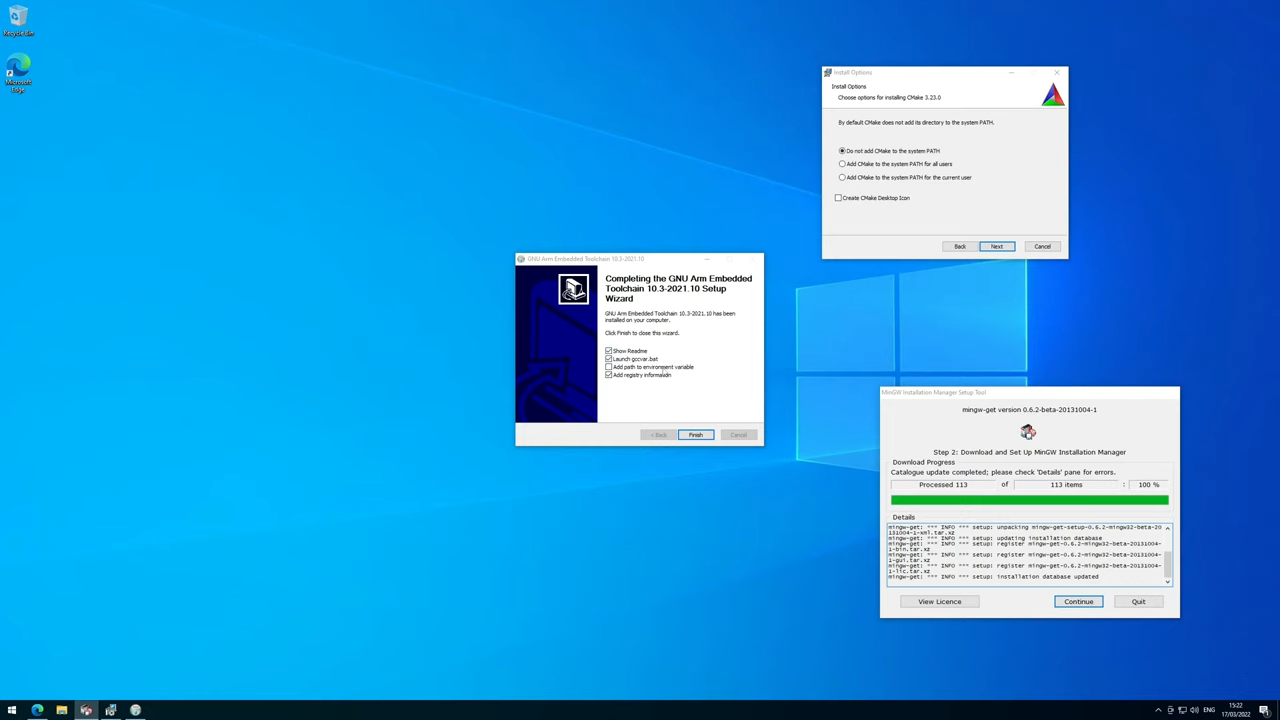 Recycle Bin
Microsoft
Edge
Install Options
Install Options
Choose options for installing CMake 3.23.0
By default CMake does not add its directory to the system PATH.
Do not add CMake to the system PATH
Add CMake to the system PATH for all users
Add CMake to the system PATH for the current user
Create CMake Desktop Icon
Back
Next
Cancel
GNU Arm Embedded Toolchain 10.3-2021.10
Completing the GNU Arm Embedded
Toolchain 10.3-2021.10 Setup
Wizard
GNU Arm Embedded Toolchain 10.3-2021.10 has been
installed on your computer.
Click Finish to close this wizard.
Show Readme
Launch gccvar.bat
Add path to environment variable
Add registry information
< Back
Finish
Cancel
MinGW Installation Manager Setup Tool
mingw-get version 0.6.2-beta-20131004-1
Step 2: Download and Set Up MinGW Installation Manager
Download Progress
Catalogue update completed; please check 'Details' pane for errors.
Processed 113 of 113 items : 100 %
Details
mingw-get: *** INFO *** setup: unpacking mingw-get-setup-0.6.2-mingw32-beta-20
131004-1-xml.tar.xz
mingw-get: *** INFO *** setup: updating installation database
mingw-get: *** INFO *** setup: register mingw-get-0.6.2-mingw32-beta-20131004-
1-bin.tar.xz
mingw-get: *** INFO *** setup: register mingw-get-0.6.2-mingw32-beta-20131004-
1-gui.tar.xz
mingw-get: *** INFO *** setup: register mingw-get-0.6.2-mingw32-beta-20131004-
1-lic.tar.xz
mingw-get: *** INFO *** setup: installation database updated
View Licence
Continue
Quit
ENG
15:22
17/03/2022